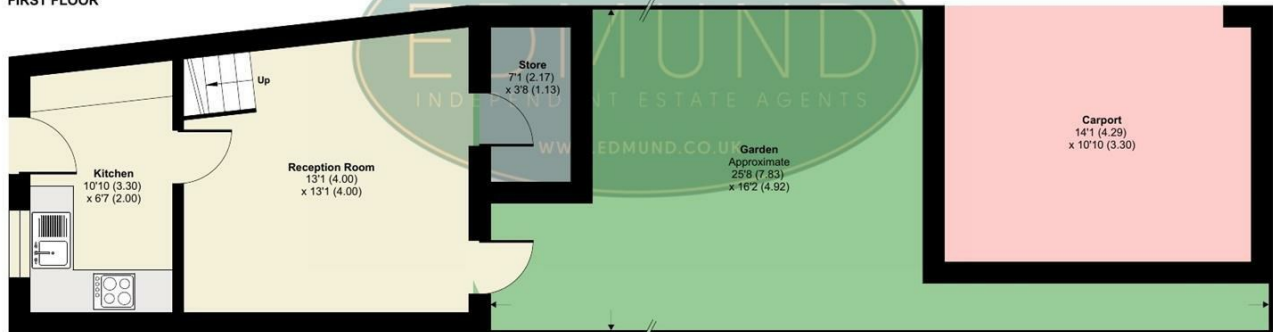 FIRST FLOOR
EDMUND
INDEPENDENT ESTATE AGENTS
WWW.EDMUND.CO.UK
Up
Store
7'1 (2.17)
x 3'8 (1.13)
Kitchen
10'10 (3.30)
x 6'7 (2.00)
Reception Room
13'1 (4.00)
x 13'1 (4.00)
Garden
Approximate
25'8 (7.83)
x 16'2 (4.92)
Carport
14'1 (4.29)
x 10'10 (3.30)